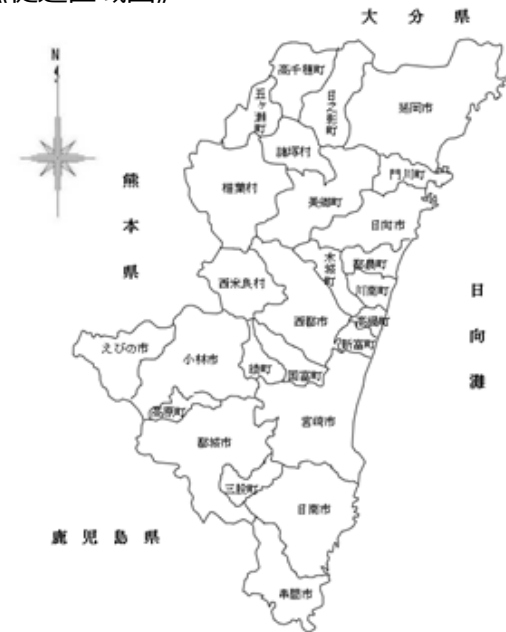 大分県
N
高千穂町
五ヶ瀬町
日之影町
延岡市
諸塚村
門川町
椎葉村
美郷町
熊本県
日向市
木城町
都農町
西米良村
川南町
日向灘
西都市
高鍋町
新富町
えびの市
小林市
綾町
国富町
高原町
宮崎市
都城市
三股町
日南市
鹿児島県
串間市